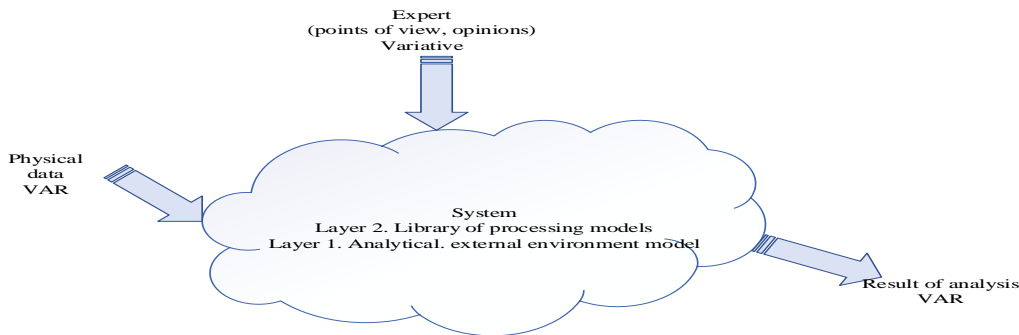 Expert
(points of view, opinions)
Variative
Physical
data
VAR
System
Layer 2. Library of processing models
Layer 1. Analytical. external environment model
Result of analysis
VAR